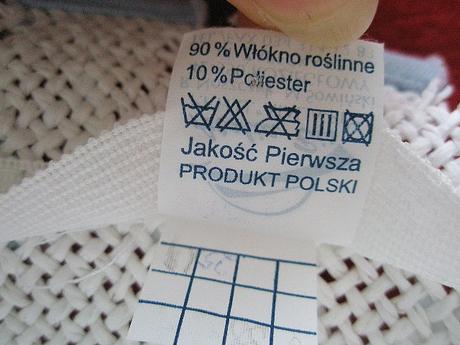 90 % Włókno roślinne
10 % Poliester
Jakość Pierwsza
PRODUKT POLSKI